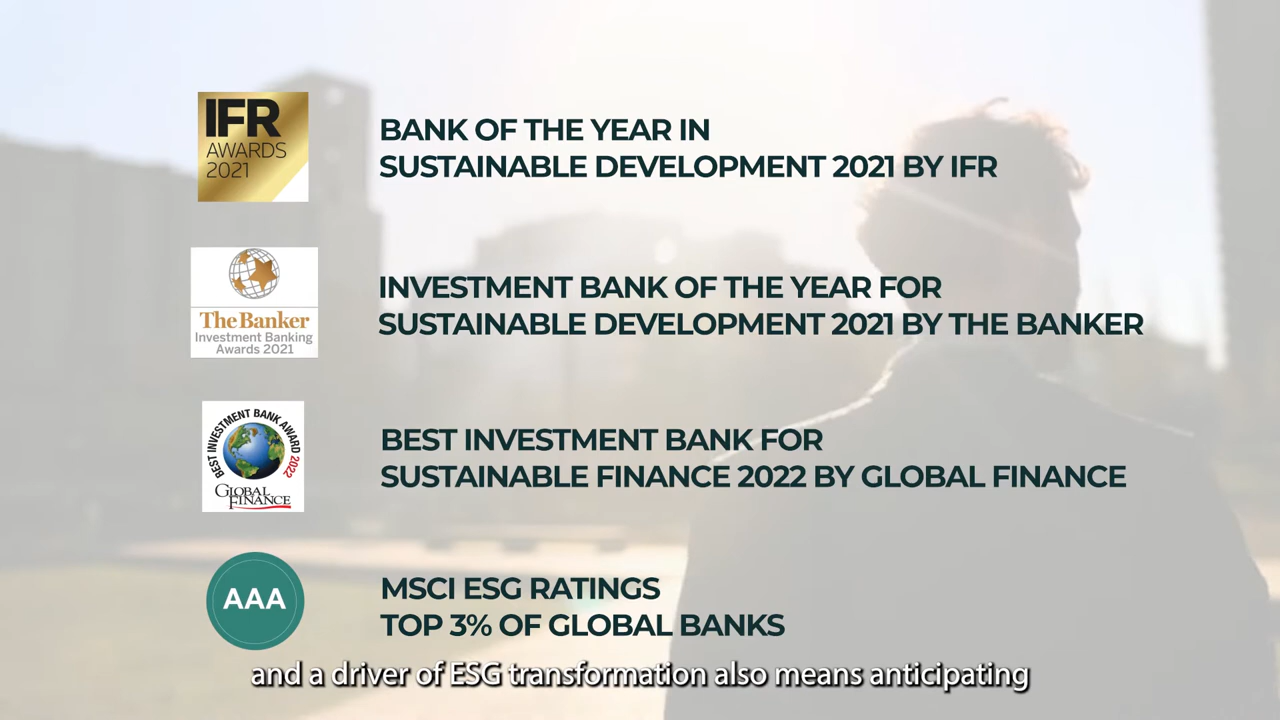 IFR
AWARDS
2021
BANK OF THE YEAR IN
SUSTAINABLE DEVELOPMENT 2021 BY IFR
The Banker
Investment Banking
Awards 2021
INVESTMENT BANK OF THE YEAR FOR
SUSTAINABLE DEVELOPMENT 2021 BY THE BANKER
BEST INVESTMENT BANK AWARD 2022
GLOBAL
FINANCE
BEST INVESTMENT BANK FOR
SUSTAINABLE FINANCE 2022 BY GLOBAL FINANCE
AAA
MSCI ESG RATINGS
TOP 3% OF GLOBAL BANKS
and a driver of ESG transformation also means anticipating